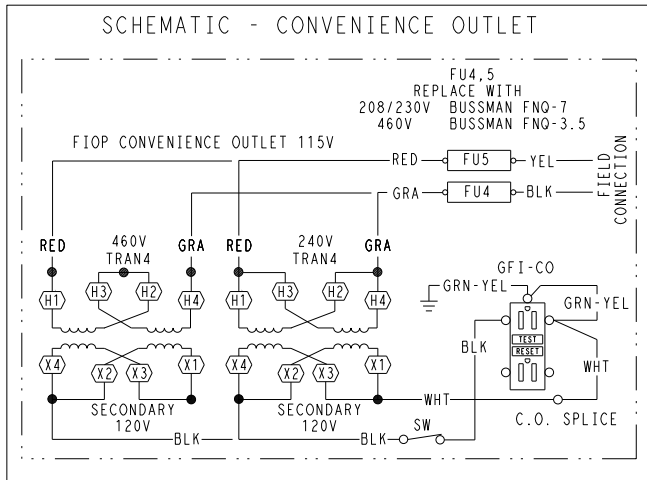 SCHEMATIC - CONVENIENCE OUTLET
FU4,5
REPLACE WITH
208/230V BUSSMAN FNQ-7
460V BUSSMAN FNQ-3.5
FIOP CONVENIENCE OUTLET 115V
RED FU5 YEL
GRA FU4 BLK
FIELD
CONNECTION
RED 460V GRA RED 240V GRA
TRAN4 TRAN4
H1 H3 H2 H4 H1 H3 H2 H4
GFI-CO
GRN-YEL
GRN-YEL
TEST
RESET
BLK
WHT
X4 X2 X3 X1 X4 X2 X3 X1
WHT
SECONDARY SECONDARY
120V 120V
C.O. SPLICE
BLK BLK SW